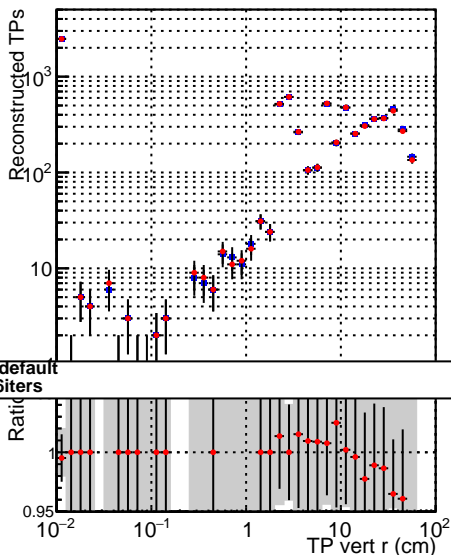 Reconstructed TPs
10³
10²
10
1
default
Ratio
1
0.95
10⁻² 10⁻¹ 1 10 10²
TP vert r (cm)